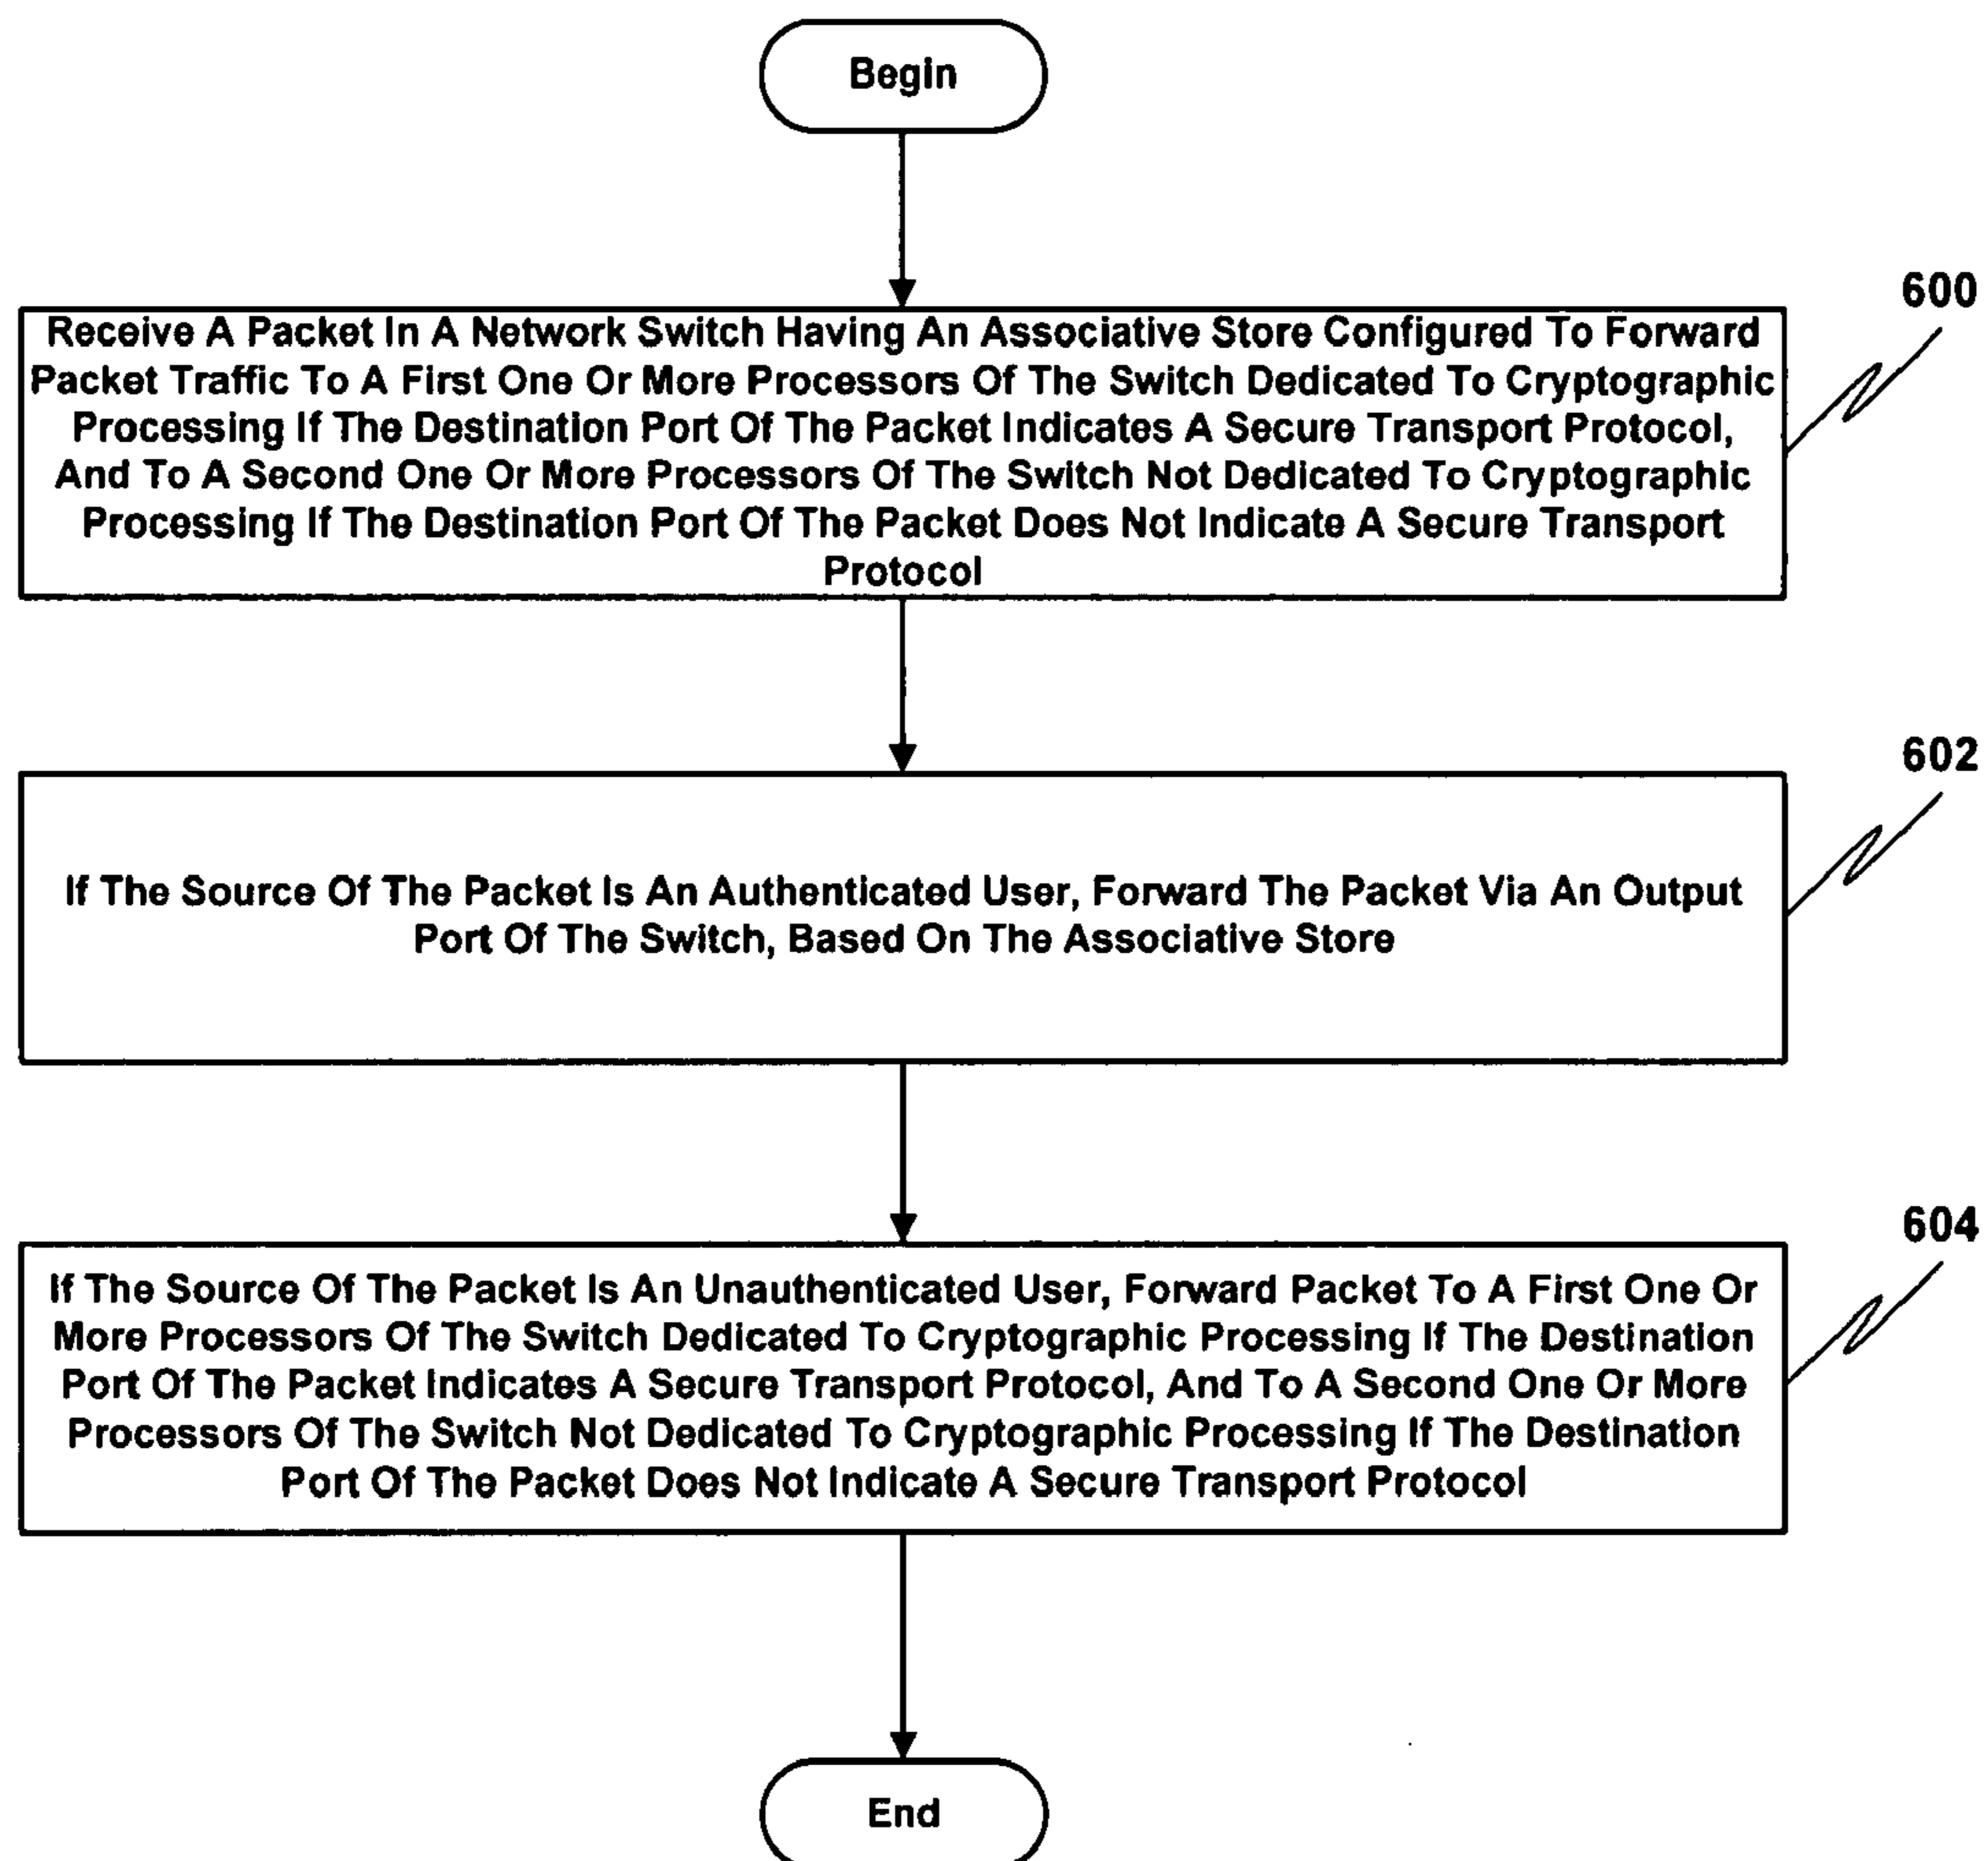 Begin
600
Receive A Packet In A Network Switch Having An Associative Store Configured To Forward
Packet Traffic To A First One Or More Processors Of The Switch Dedicated To Cryptographic
Processing If The Destination Port Of The Packet Indicates A Secure Transport Protocol,
And To A Second One Or More Processors Of The Switch Not Dedicated To Cryptographic
Processing If The Destination Port Of The Packet Does Not Indicate A Secure Transport
Protocol
602
If The Source Of The Packet Is An Authenticated User, Forward The Packet Via An Output
Port Of The Switch, Based On The Associative Store
604
If The Source Of The Packet Is An Unauthenticated User, Forward Packet To A First One Or
More Processors Of The Switch Dedicated To Cryptographic Processing If The Destination
Port Of The Packet Indicates A Secure Transport Protocol, And To A Second One Or More
Processors Of The Switch Not Dedicated To Cryptographic Processing If The Destination
Port Of The Packet Does Not Indicate A Secure Transport Protocol
End